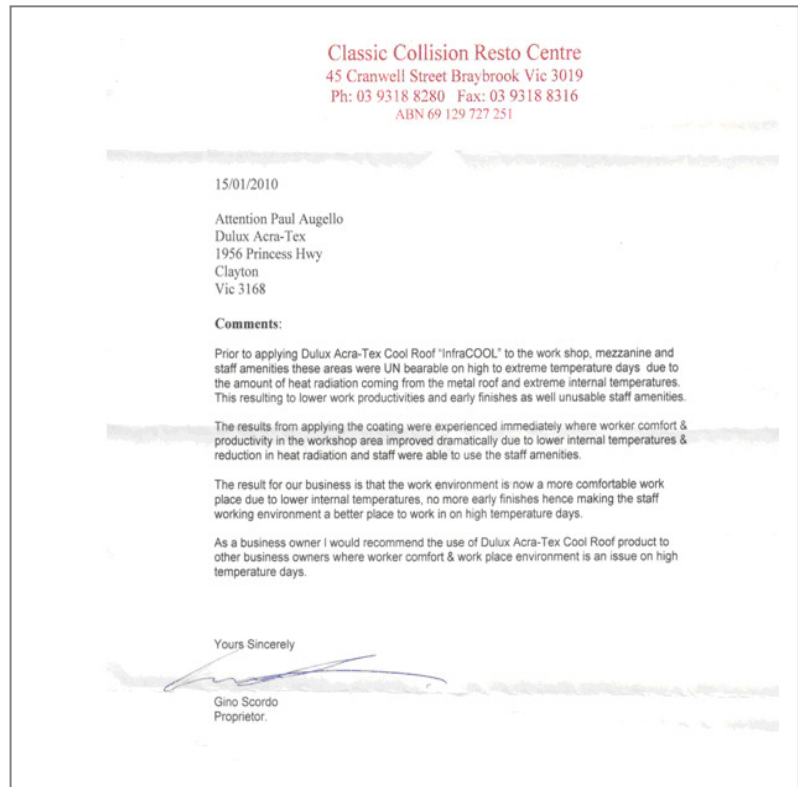 Classic Collision Resto Centre
45 Cranwell Street Braybrook Vic 3019
Ph: 03 9318 8280   Fax: 03 9318 8316
ABN 69 129 727 251
15/01/2010
Attention Paul Augello
Dulux Acra-Tex
1956 Princess Hwy
Clayton
Vic 3168
Comments:
Prior to applying Dulux Acra-Tex Cool Roof "InfraCOOL" to the work shop, mezzanine and
staff amenities these areas were UN bearable on high to extreme temperature days  due to
the amount of heat radiation coming from the metal roof and extreme internal temperatures.
This resulting to lower work productivities and early finishes as well unusable staff amenities.
The results from applying the coating were experienced immediately where worker comfort &
productivity in the workshop area improved dramatically due to lower internal temperatures &
reduction in heat radiation and staff were able to use the staff amenities.
The result for our business is that the work environment is now a more comfortable work
place due to lower internal temperatures, no more early finishes hence making the staff
working environment a better place to work in on high temperature days.
As a business owner I would recommend the use of Dulux Acra-Tex Cool Roof product to
other business owners where worker comfort & work place environment is an issue on high
temperature days.
Yours Sincerely
Gino Scordo
Proprietor.